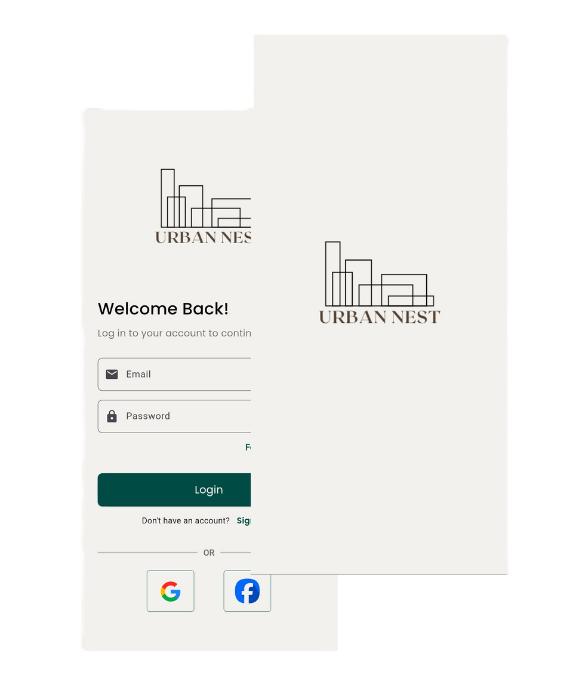 URBAN NEST
URBAN NES
Welcome Back!
Log in to your account to contin
Email
Password
F
Login
Don't have an account? Sig
OR